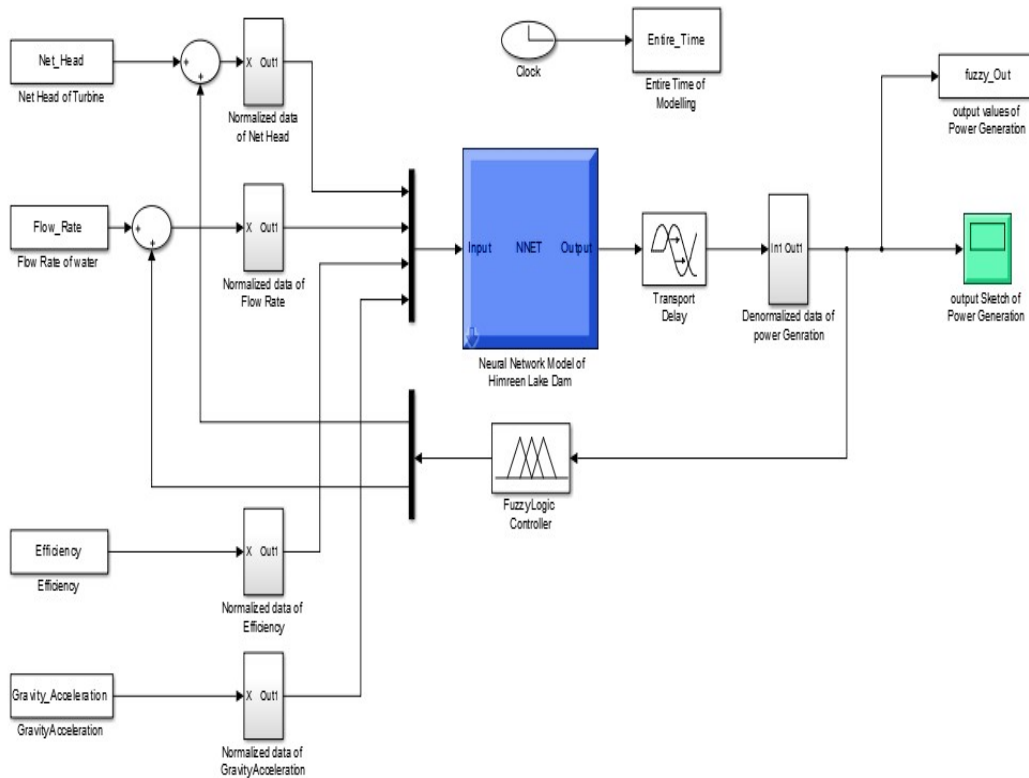 Net_Head
Net Head of Turbine
+
+
X Out1
Normalized data
of Net Head
Clock
Entire_Time
Entire Time of
Modelling
fuzzy_Out
output values of
Power Generation
Flow_Rate
Flow Rate of water
+
+
X Out1
Normalized data of
Flow Rate
Input NNET Output
Neural Network Model of
Himreen Lake Dam
Transport
Delay
In1 Out1
Denormalized data of
power Genration
output Sketch of
Power Generation
FuzzyLogic
Controller
Efficiency
Efficiency
X Out1
Normalized data of
Efficiency
Gravity_Acceleration
GravityAcceleration
X Out1
Normalized data of
GravityAcceleration